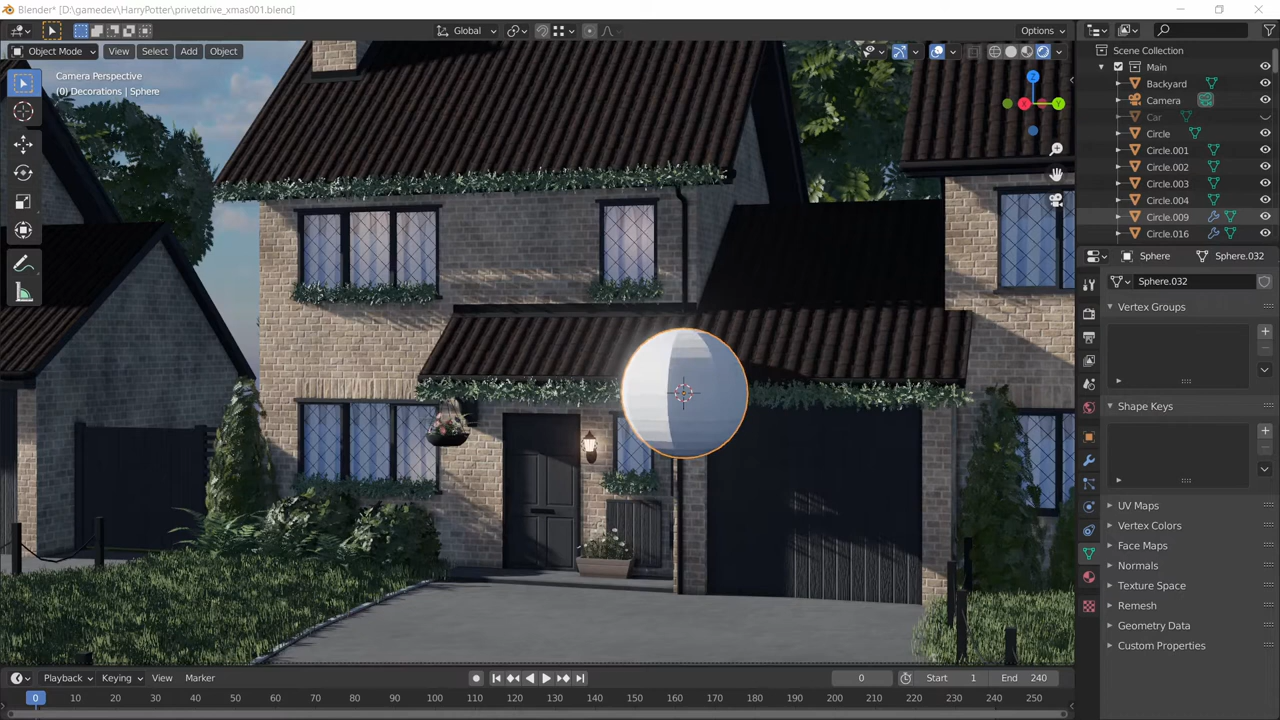 Blender* [D:\gamedev\HarryPotter\privetdrive_xmas001.blend]
Global
Options
Object Mode
View
Select
Add
Object
Camera Perspective
(0) Decorations | Sphere
Z
Y
X
Scene Collection
Main
Backyard
Camera
Car
Circle
Circle.001
Circle.002
Circle.003
Circle.004
Circle.009
Circle.016
Sphere
Sphere.032
Sphere.032
Vertex Groups
Shape Keys
UV Maps
Vertex Colors
Face Maps
Normals
Texture Space
Remesh
Geometry Data
Custom Properties
Playback
Keying
View
Marker
0
Start 1
End 240
0 10 20 30 40 50 60 70 80 90 100 110 120 130 140 150 160 170 180 190 200 210 220 230 240 250